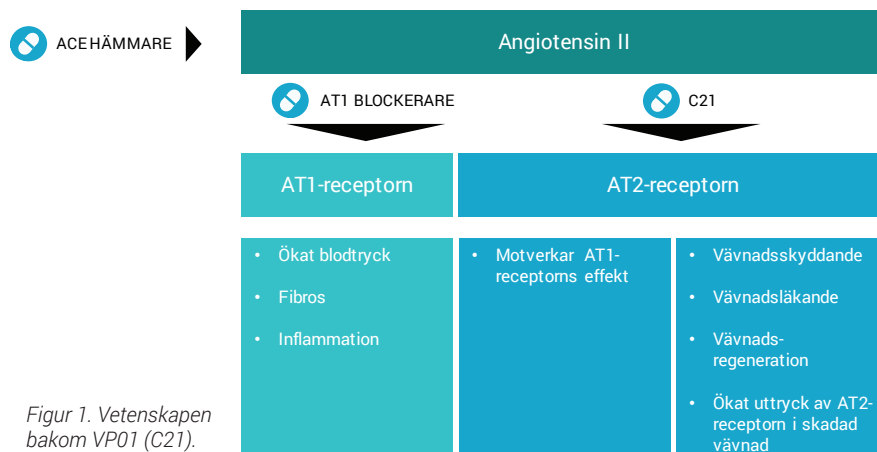 ACE HÄMMARE
Angiotensin II
AT1 BLOCKERARE
C21
AT1-receptorn
AT2-receptorn
• Ökat blodtryck
• Fibros
• Inflammation
• Motverkar AT1-
receptorns effekt
• Vävnadsskyddande
• Vävnadsläkande
• Vävnads-
regeneration
• Ökat uttryck av AT2-
receptorn i skadad
vävnad
Figur 1. Vetenskapen
bakom VP01 (C21).